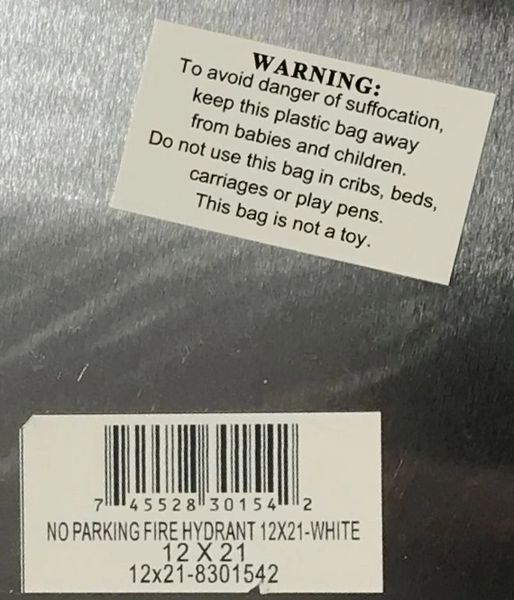 WARNING:
To avoid danger of suffocation,
keep this plastic bag away
from babies and children.
Do not use this bag in cribs, beds,
carriages or play pens.
This bag is not a toy.
7 45528 30154 2
NO PARKING FIRE HYDRANT 12X21-WHITE
12 X 21
12x21-8301542